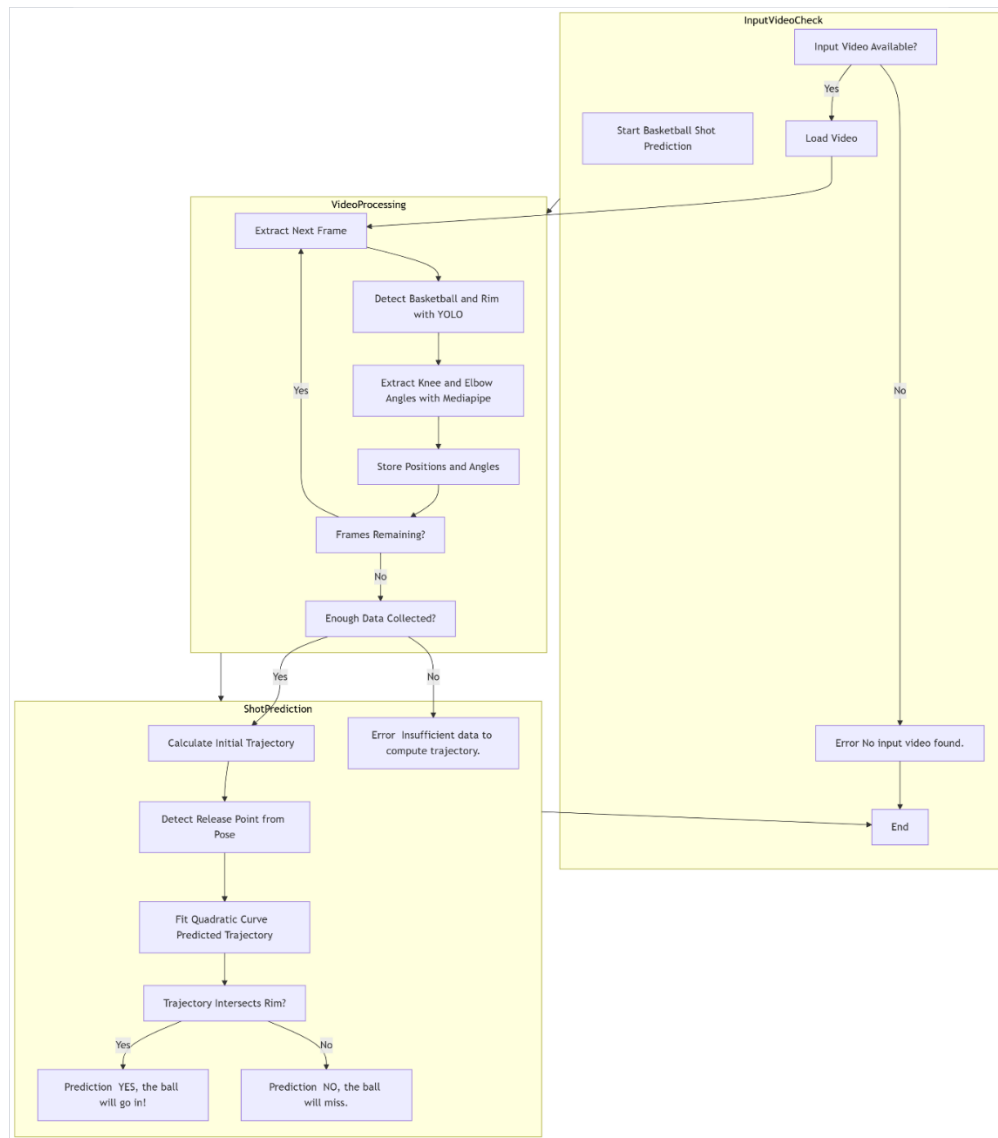 InputVideoCheck
Input Video Available?
Yes
Start Basketball Shot
Prediction
Load Video
VideoProcessing
Extract Next Frame
Detect Basketball and Rim
with YOLO
Extract Knee and Elbow
Angles with Mediapipe
Yes
No
Store Positions and Angles
Frames Remaining?
No
Enough Data Collected?
Yes
No
ShotPrediction
Calculate Initial Trajectory
Error Insufficient data to
compute trajectory.
Error No input video found.
Detect Release Point from
Pose
End
Fit Quadratic Curve
Predicted Trajectory
Trajectory Intersects Rim?
Yes
No
Prediction YES, the ball
will go in!
Prediction NO, the ball
will miss.